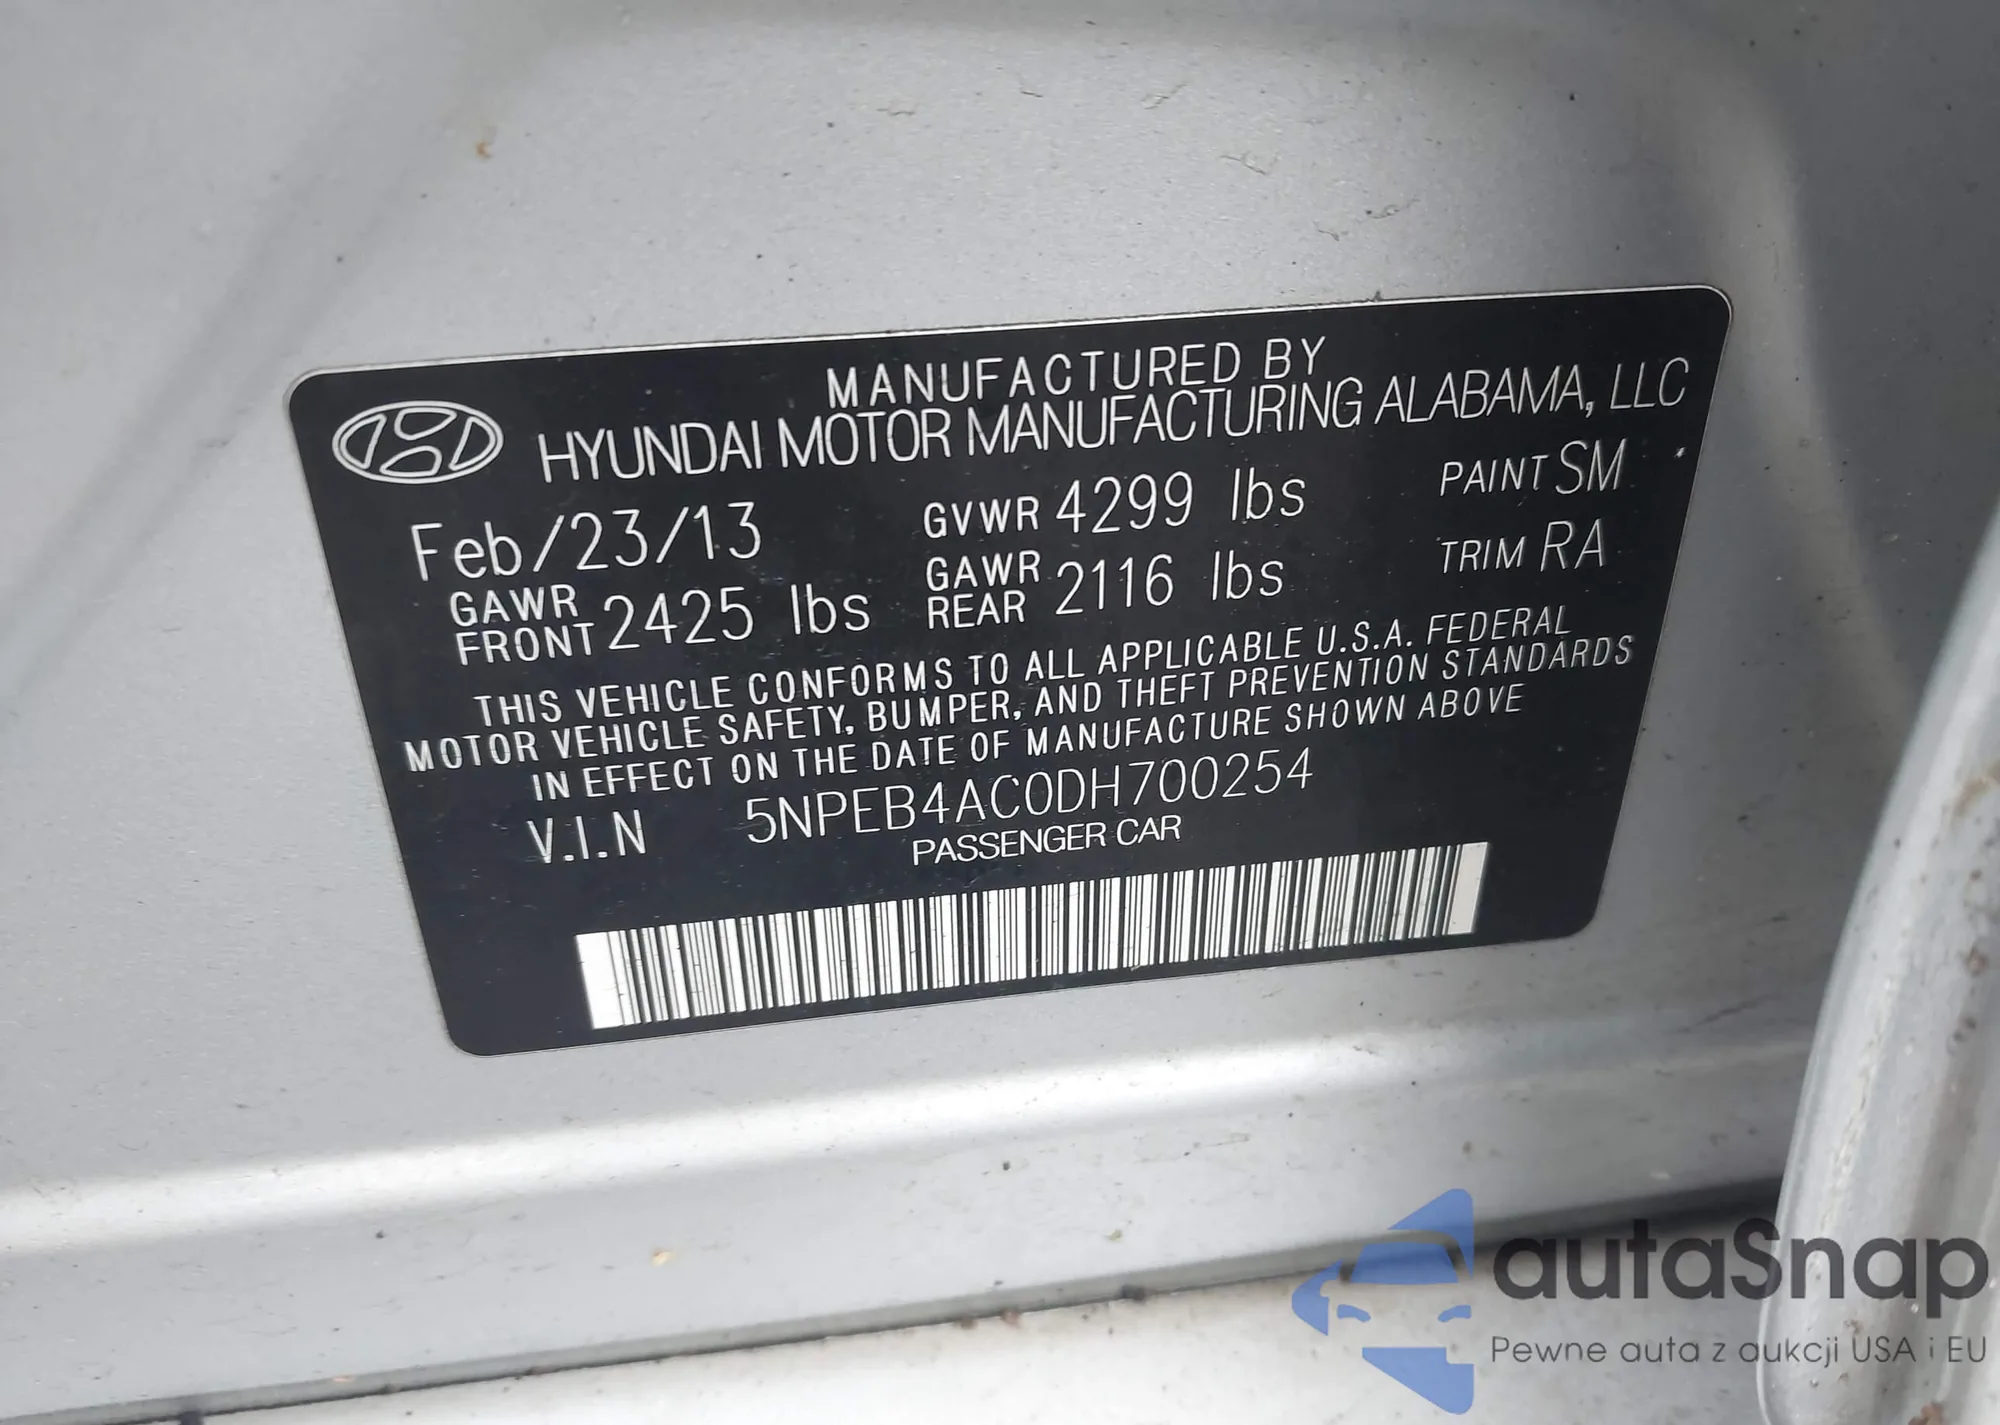 MANUFACTURED BY
HYUNDAI MOTOR MANUFACTURING ALABAMA, LLC
Feb/23/13 GVWR 4299 lbs PAINT SM
GAWR FRONT 2425 lbs GAWR REAR 2116 lbs TRIM RA
THIS VEHICLE CONFORMS TO ALL APPLICABLE U.S.A. FEDERAL
MOTOR VEHICLE SAFETY, BUMPER, AND THEFT PREVENTION STANDARDS
IN EFFECT ON THE DATE OF MANUFACTURE SHOWN ABOVE
V.I.N 5NPEB4AC0DH700254
PASSENGER CAR
autaSnap
Pewne auta z aukcji USA i EU